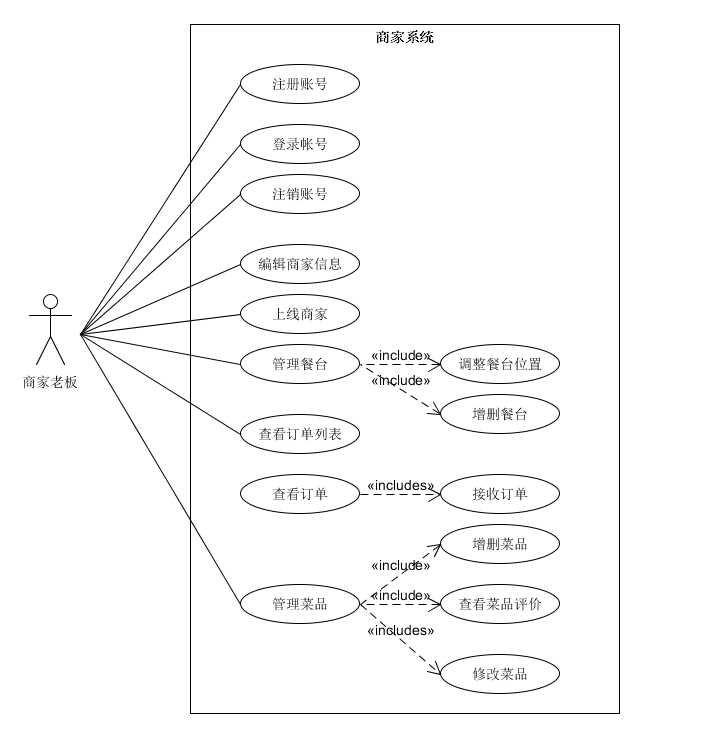 商家系统
注册账号
登录帐号
注销账号
编辑商家信息
上线商家
商家老板
管理餐台
«include»
调整餐台位置
«include»
增删餐台
查看订单列表
查看订单
«includes»
接收订单
增删菜品
«include»
管理菜品
«include»
查看菜品评价
«includes»
修改菜品